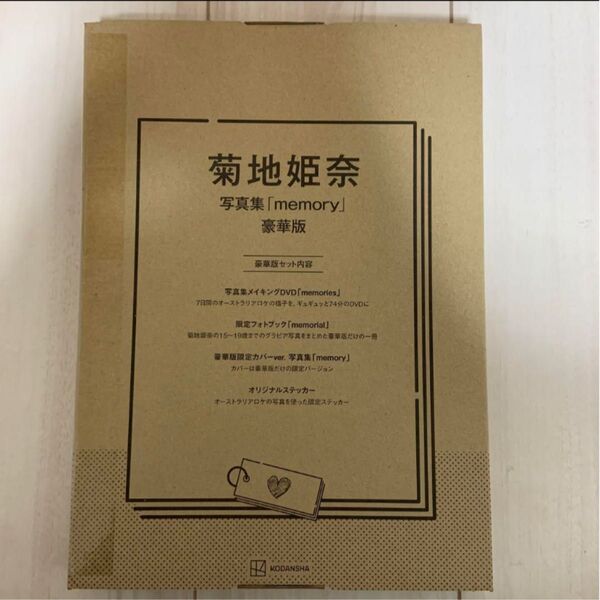 菊地姫奈
写真集「memory」
豪華版
豪華版セット内容
写真集メイキングDVD「memories」
7日間のオーストラリアロケの様子を、ギュギュッと74分のDVDに
限定フォトブック「memorial」
菊地姫奈の15〜19歳までのグラビア写真をまとめた豪華版だけの一冊
豪華版限定カバーver. 写真集「memory」
カバーは豪華版だけの限定バージョン
オリジナルステッカー
オーストラリアロケの写真を使った限定ステッカー
KODANSHA